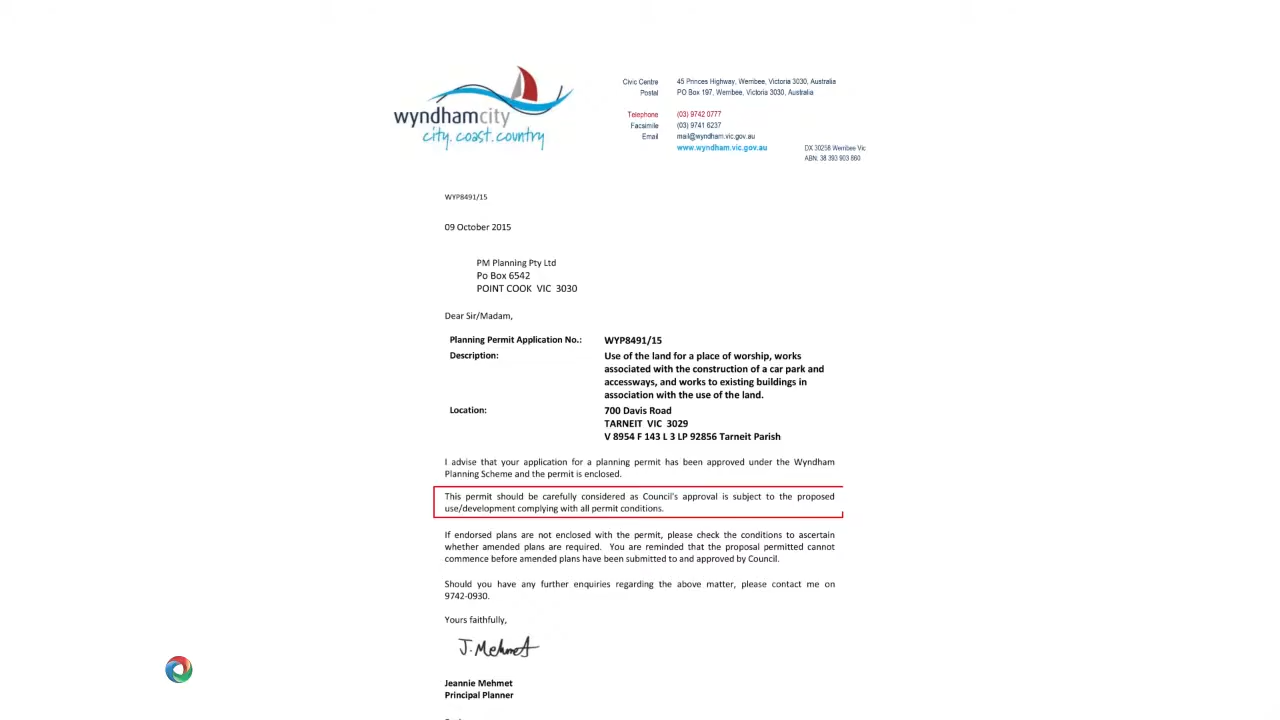 wyndhamcity
city. coast. country
Civic Centre 45 Princes Highway, Werribee, Victoria 3030, Australia
Postal PO Box 197, Werribee, Victoria 3030, Australia
Telephone (03) 9742 0777
Facsimile (03) 9741 6237
Email mail@wyndham.vic.gov.au
www.wyndham.vic.gov.au DX 30258 Werribee Vic
ABN: 38 393 903 860
WYP8491/15
09 October 2015
PM Planning Pty Ltd
Po Box 6542
POINT COOK VIC 3030
Dear Sir/Madam,
Planning Permit Application No.: WYP8491/15
Description: Use of the land for a place of worship, works
associated with the construction of a car park and
accessways, and works to existing buildings in
association with the use of the land.
Location: 700 Davis Road
TARNEIT VIC 3029
V 8954 F 143 L 3 LP 92856 Tarneit Parish
I advise that your application for a planning permit has been approved under the Wyndham
Planning Scheme and the permit is enclosed.
This permit should be carefully considered as Council's approval is subject to the proposed
use/development complying with all permit conditions.
If endorsed plans are not enclosed with the permit, please check the conditions to ascertain
whether amended plans are required. You are reminded that the proposal permitted cannot
commence before amended plans have been submitted to and approved by Council.
Should you have any further enquiries regarding the above matter, please contact me on
9742-0930.
Yours faithfully,
J. Mehmet
Jeannie Mehmet
Principal Planner